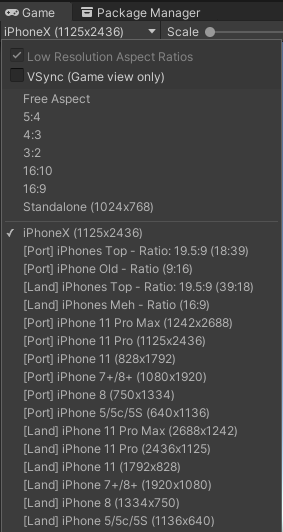 Game
Package Manager
iPhoneX (1125x2436)
Scale
Low Resolution Aspect Ratios
VSync (Game view only)
Free Aspect
5:4
4:3
3:2
16:10
16:9
Standalone (1024x768)
iPhoneX (1125x2436)
[Port] iPhones Top - Ratio: 19.5:9 (18:39)
[Port] iPhone Old - Ratio (9:16)
[Land] iPhones Top - Ratio: 19.5:9 (39:18)
[Land] iPhones Meh - Ratio (16:9)
[Port] iPhone 11 Pro Max (1242x2688)
[Port] iPhone 11 Pro (1125x2436)
[Port] iPhone 11 (828x1792)
[Port] iPhone 7+/8+ (1080x1920)
[Port] iPhone 8 (750x1334)
[Port] iPhone 5/5c/5S (640x1136)
[Land] iPhone 11 Pro Max (2688x1242)
[Land] iPhone 11 Pro (2436x1125)
[Land] iPhone 11 (1792x828)
[Land] iPhone 7+/8+ (1920x1080)
[Land] iPhone 8 (1334x750)
[Land] iPhone 5/5c/5S (1136x640)